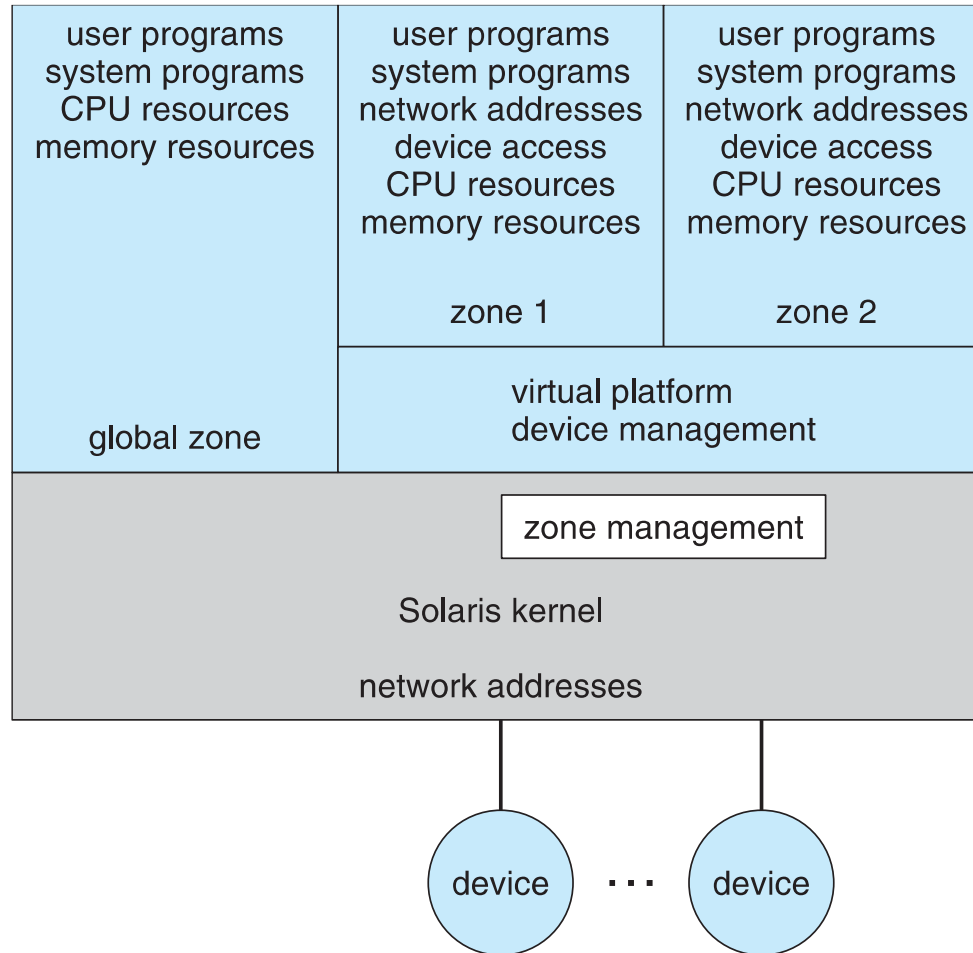 user programs
system programs
CPU resources
memory resources
global zone
user programs
system programs
network addresses
device access
CPU resources
memory resources
zone 1
user programs
system programs
network addresses
device access
CPU resources
memory resources
zone 2
virtual platform
device management
zone management
Solaris kernel
network addresses
device
...
device